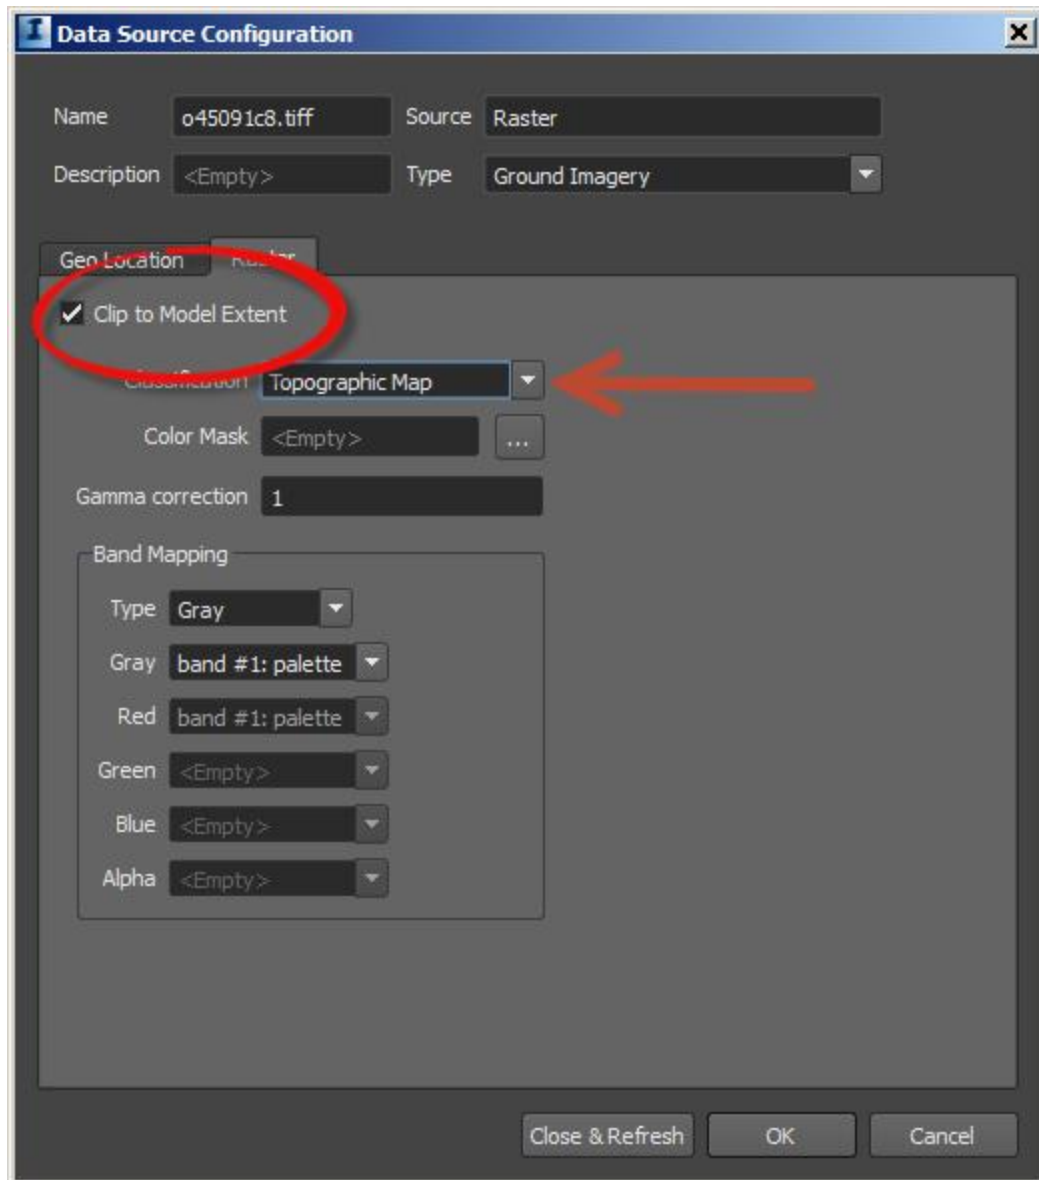 Data Source Configuration
Name o45091c8.tiff Source Raster
Description <Empty> Type Ground Imagery
Geo Location Raster
Clip to Model Extent
Classification Topographic Map
Color Mask <Empty> ...
Gamma correction 1
Band Mapping
Type Gray
Gray band #1: palette
Red band #1: palette
Green <Empty>
Blue <Empty>
Alpha <Empty>
Close & Refresh OK Cancel